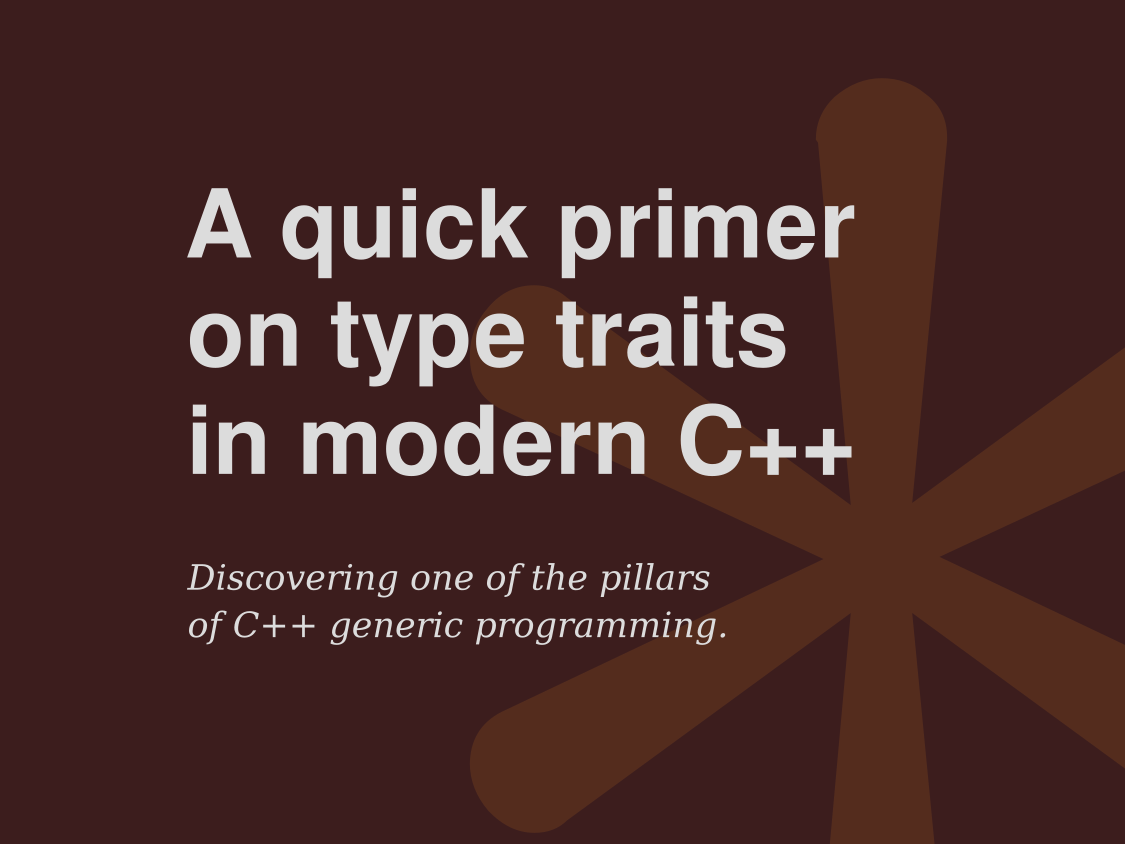 A quick primer
on type traits
in modern C++
Discovering one of the pillars
of C++ generic programming.